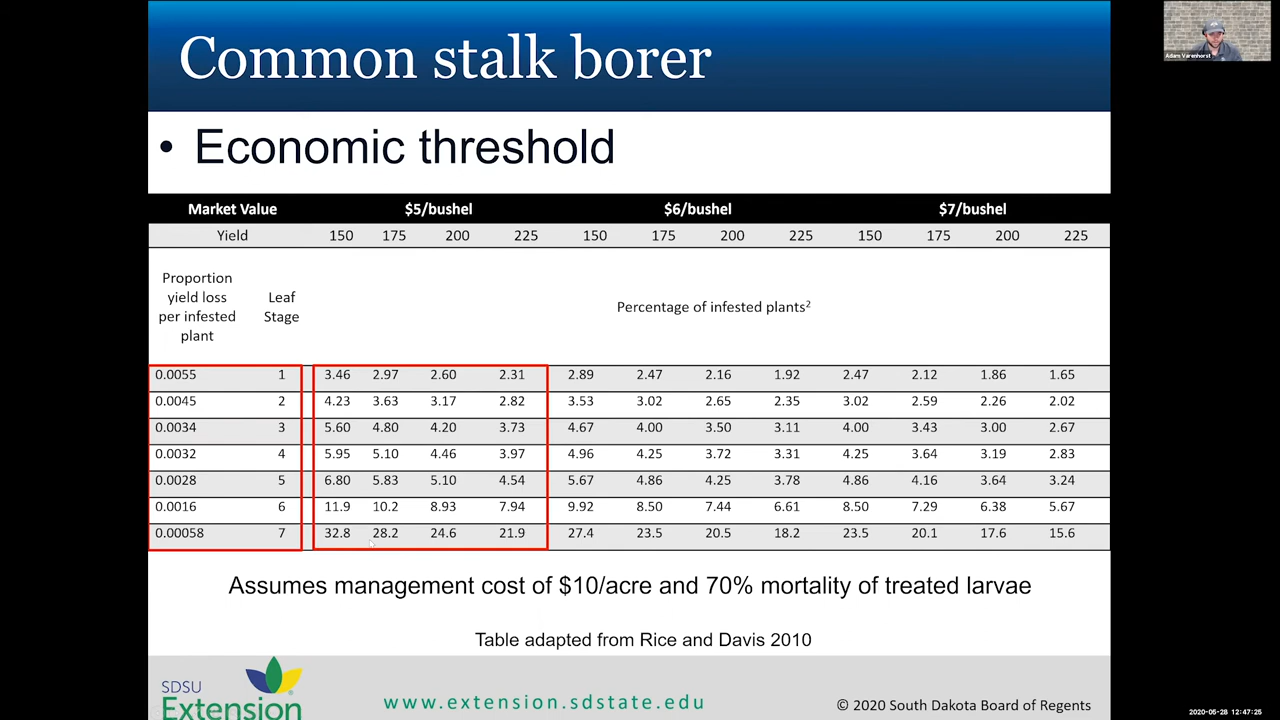 Common stalk borer
Adam Varenhorst
• Economic threshold
Market Value $5/bushel $6/bushel $7/bushel
Yield 150 175 200 225 150 175 200 225 150 175 200 225
Proportion
yield loss
per infested
plant
Leaf
Stage
Percentage of infested plants²
0.0055 1 3.46 2.97 2.60 2.31 2.89 2.47 2.16 1.92 2.47 2.12 1.86 1.65
0.0045 2 4.23 3.63 3.17 2.82 3.53 3.02 2.65 2.35 3.02 2.59 2.26 2.02
0.0034 3 5.60 4.80 4.20 3.73 4.67 4.00 3.50 3.11 4.00 3.43 3.00 2.67
0.0032 4 5.95 5.10 4.46 3.97 4.96 4.25 3.72 3.31 4.25 3.64 3.19 2.83
0.0028 5 6.80 5.83 5.10 4.54 5.67 4.86 4.25 3.78 4.86 4.16 3.64 3.24
0.0016 6 11.9 10.2 8.93 7.94 9.92 8.50 7.44 6.61 8.50 7.29 6.38 5.67
0.00058 7 32.8 28.2 24.6 21.9 27.4 23.5 20.5 18.2 23.5 20.1 17.6 15.6
Assumes management cost of $10/acre and 70% mortality of treated larvae
Table adapted from Rice and Davis 2010
SDSU
Extension
www.extension.sdstate.edu
© 2020 South Dakota Board of Regents
2020-05-28 12:47:25